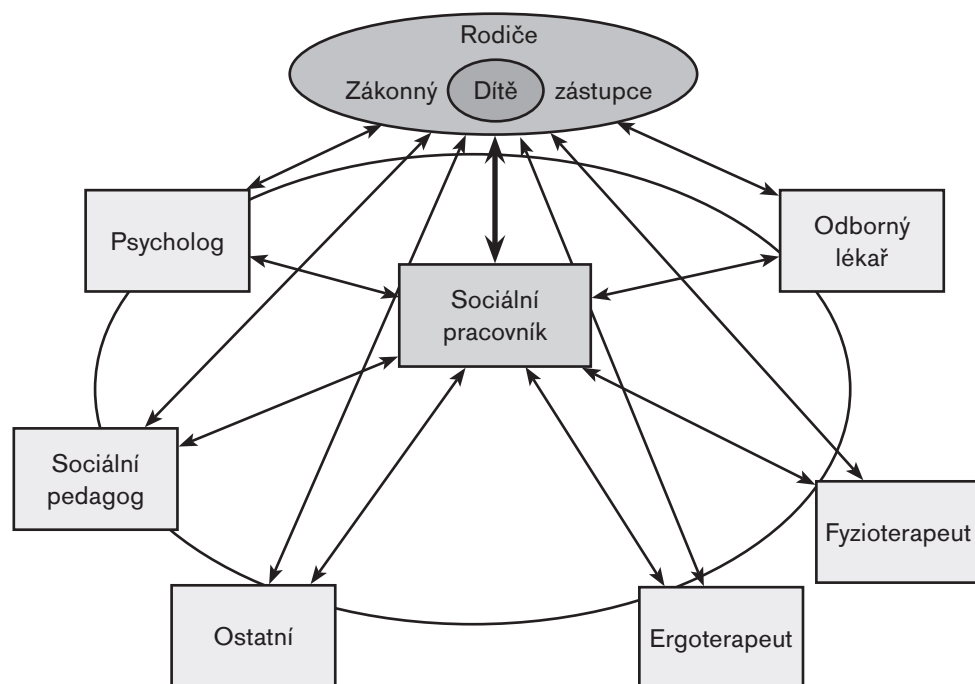 Rodiče
Zákonný Dítě zástupce
Psycholog
Odborný
lékař
Sociální
pracovník
Sociální
pedagog
Fyzioterapeut
Ostatní
Ergoterapeut